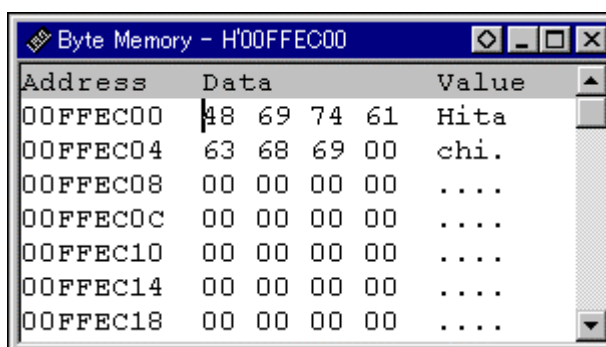 Byte Memory - H'00FFEC00
Address Data Value
00FFEC00 48 69 74 61 Hita
00FFEC04 63 68 69 00 chi.
00FFEC08 00 00 00 00 ....
00FFEC0C 00 00 00 00 ....
00FFEC10 00 00 00 00 ....
00FFEC14 00 00 00 00 ....
00FFEC18 00 00 00 00 ....